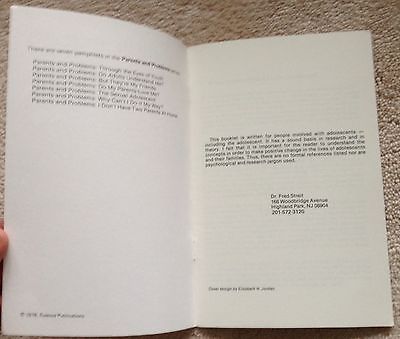 There are seven pamphlets in the Parents and Problems series:
Parents and Problems: Through the Eyes of Youth
Parents and Problems: Do Adults Understand Me?
Parents and Problems: But They're My Friends
Parents and Problems: Do My Parents Love Me?
Parents and Problems: The Sexual Adolescent
Parents and Problems: Why Can't I Do It My Way?
Parents and Problems: I Don't Have Two Parents At Home
© 1978, Essence Publications
This booklet is written for people involved with adolescents —
including the adolescent. It has a sound basis in research and in
theory. I felt that it is important for the reader to understand the
concepts in order to make positive change in the lives of adolescents
and their families. Thus, there are no formal references listed nor are
psychological and research jargon used.
Dr. Fred Streit
168 Woodbridge Avenue
Highland Park, NJ 08904
201-572-3120
Cover design by Elizabeth H. Jordan